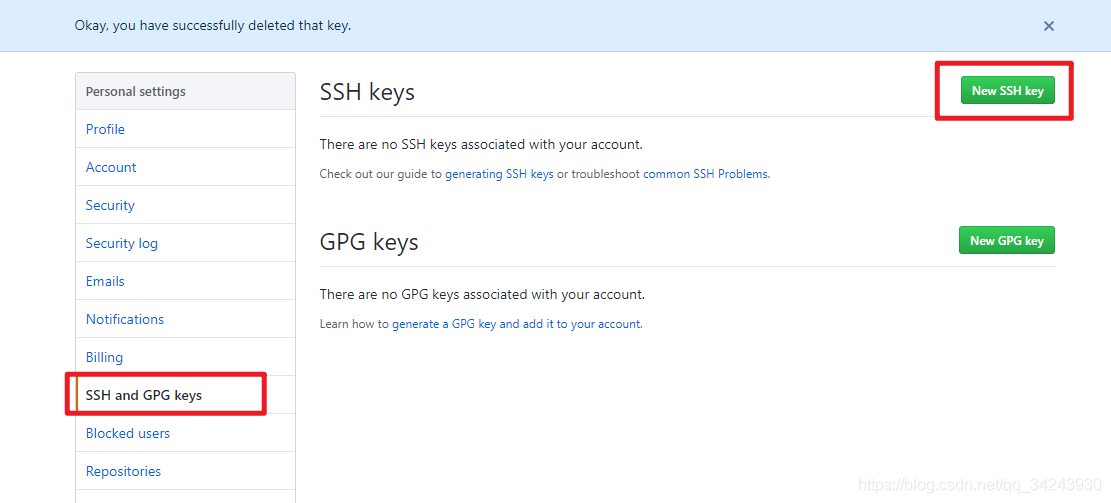 Okay, you have successfully deleted that key.
×
Personal settings
Profile
Account
Security
Security log
Emails
Notifications
Billing
SSH and GPG keys
Blocked users
Repositories
SSH keys
New SSH key
There are no SSH keys associated with your account.
Check out our guide to generating SSH keys or troubleshoot common SSH Problems.
GPG keys
New GPG key
There are no GPG keys associated with your account.
Learn how to generate a GPG key and add it to your account.
https://blog.csdn.net/qq_34243930